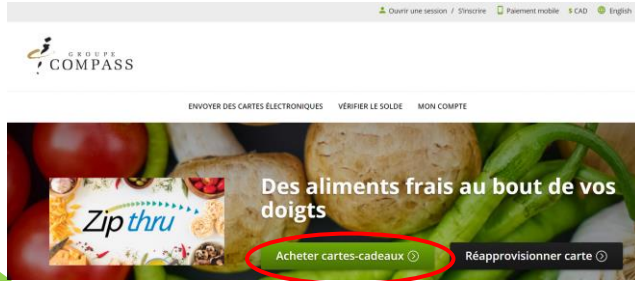 Ouvrir une session / S'inscrire Paiement mobile $ CAD English
GROUPE
COMPASS
ENVOYER DES CARTES ÉLECTRONIQUES VÉRIFIER LE SOLDE MON COMPTE
Des aliments frais au bout de vos
doigts
Zip thru
Acheter cartes-cadeaux Réapprovisionner carte